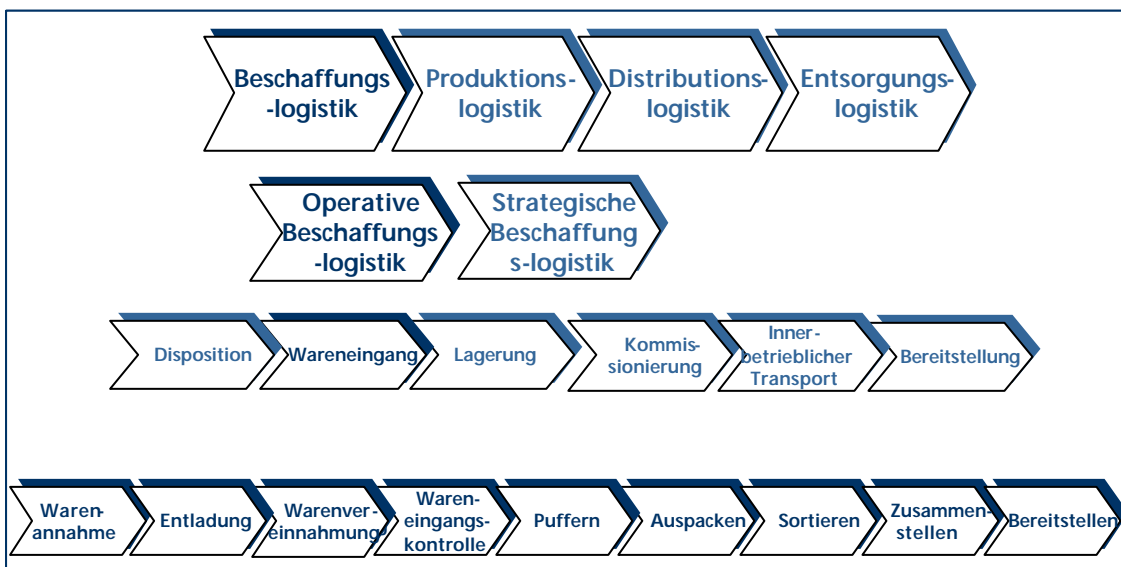 Beschaffungs
-logistik
Produktions-
logistik
Distributions-
logistik
Entsorgungs-
logistik
Operative
Beschaffungs
-logistik
Strategische
Beschaffung
s-logistik
Disposition
Wareneingang
Lagerung
Kommis-
sionierung
Inner-
betrieblicher
Transport
Bereitstellung
Waren-
annahme
Entladung
Warenver-
einnahmung
Waren-
eingangs-
kontrolle
Puffern
Auspacken
Sortieren
Zusammen-
stellen
Bereitstellen